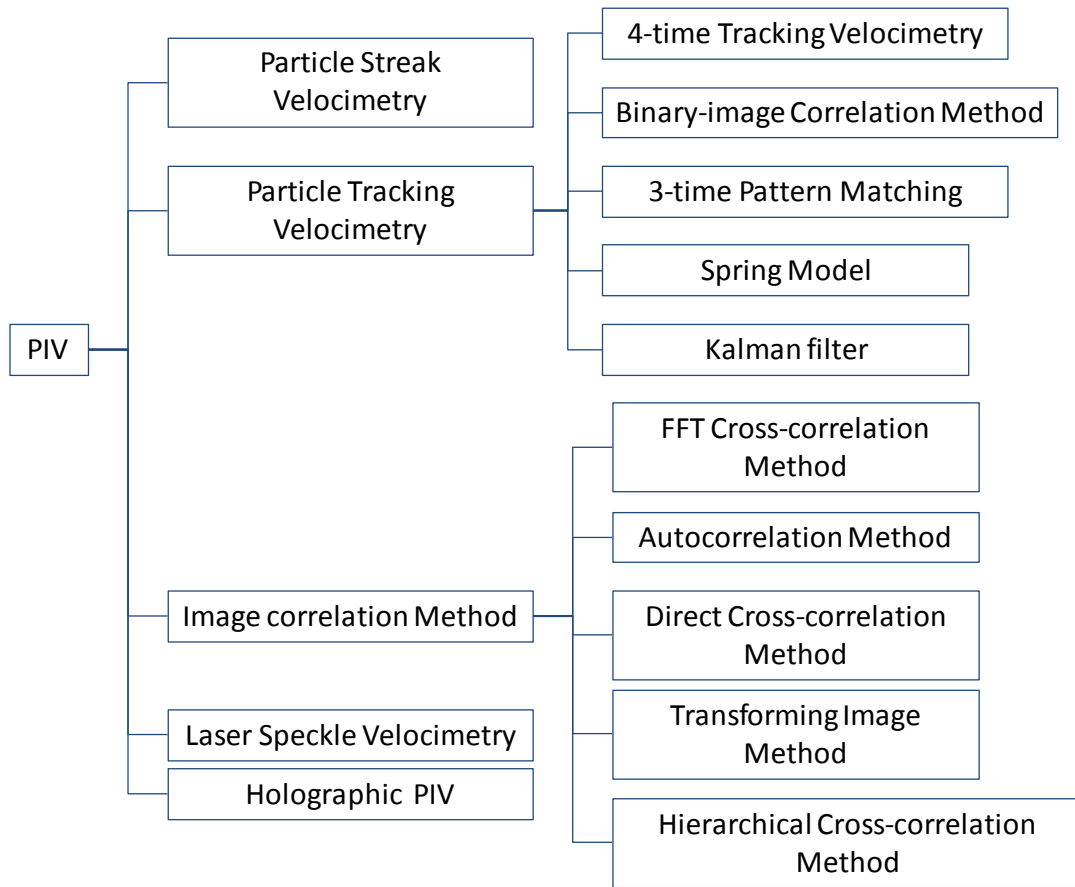 PIV
Particle Streak
Velocimetry
Particle Tracking
Velocimetry
4-time Tracking Velocimetry
Binary-image Correlation Method
3-time Pattern Matching
Spring Model
Kalman filter
Image correlation Method
FFT Cross-correlation
Method
Autocorrelation Method
Direct Cross-correlation
Method
Transforming Image
Method
Hierarchical Cross-correlation
Method
Laser Speckle Velocimetry
Holographic PIV